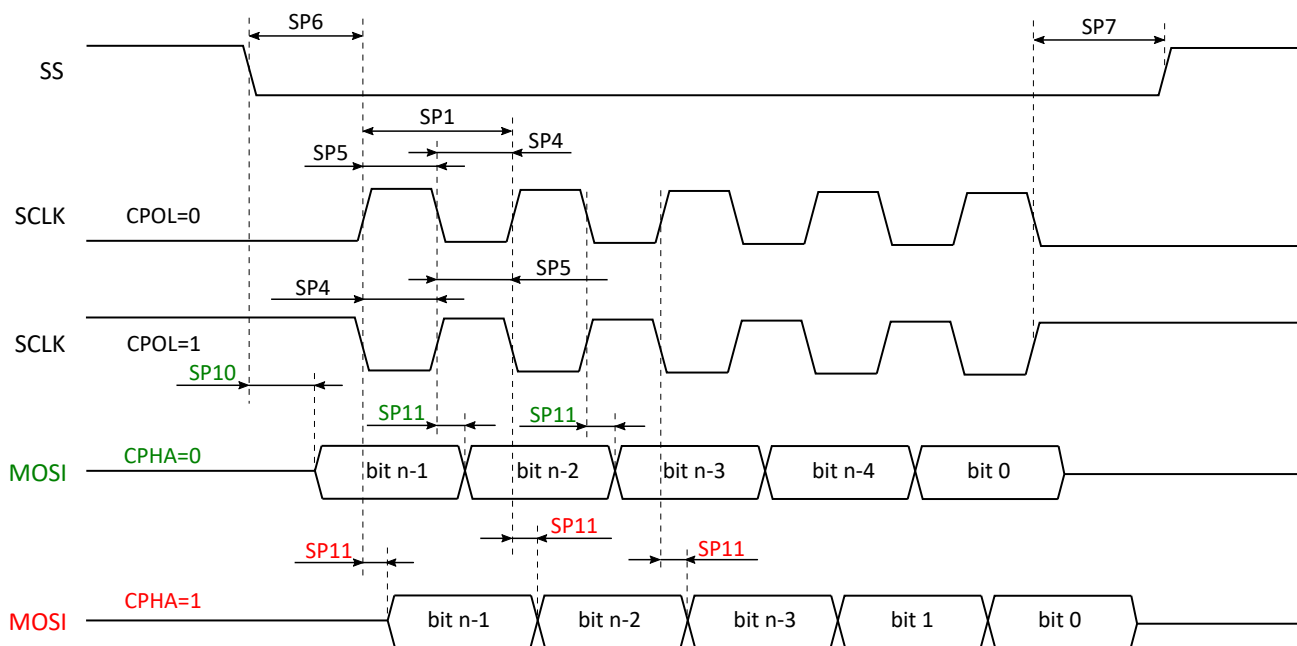 SP6
SP7
SS
SP1
SP4
SP5
SCLK CPOL=0
SP5
SP4
SCLK CPOL=1
SP10
SP11 SP11
MOSI CPHA=0 bit n-1 bit n-2 bit n-3 bit n-4 bit 0
SP11 SP11 SP11
MOSI CPHA=1 bit n-1 bit n-2 bit n-3 bit 1 bit 0